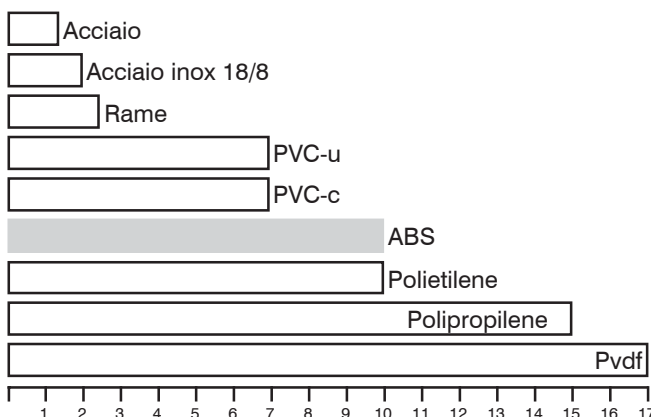 Acciaio
Acciaio inox 18/8
Rame
PVC-u
PVC-c
ABS
Polietilene
Polipropilene
Pvdf
1 2 3 4 5 6 7 8 9 10 11 12 13 14 15 16 17